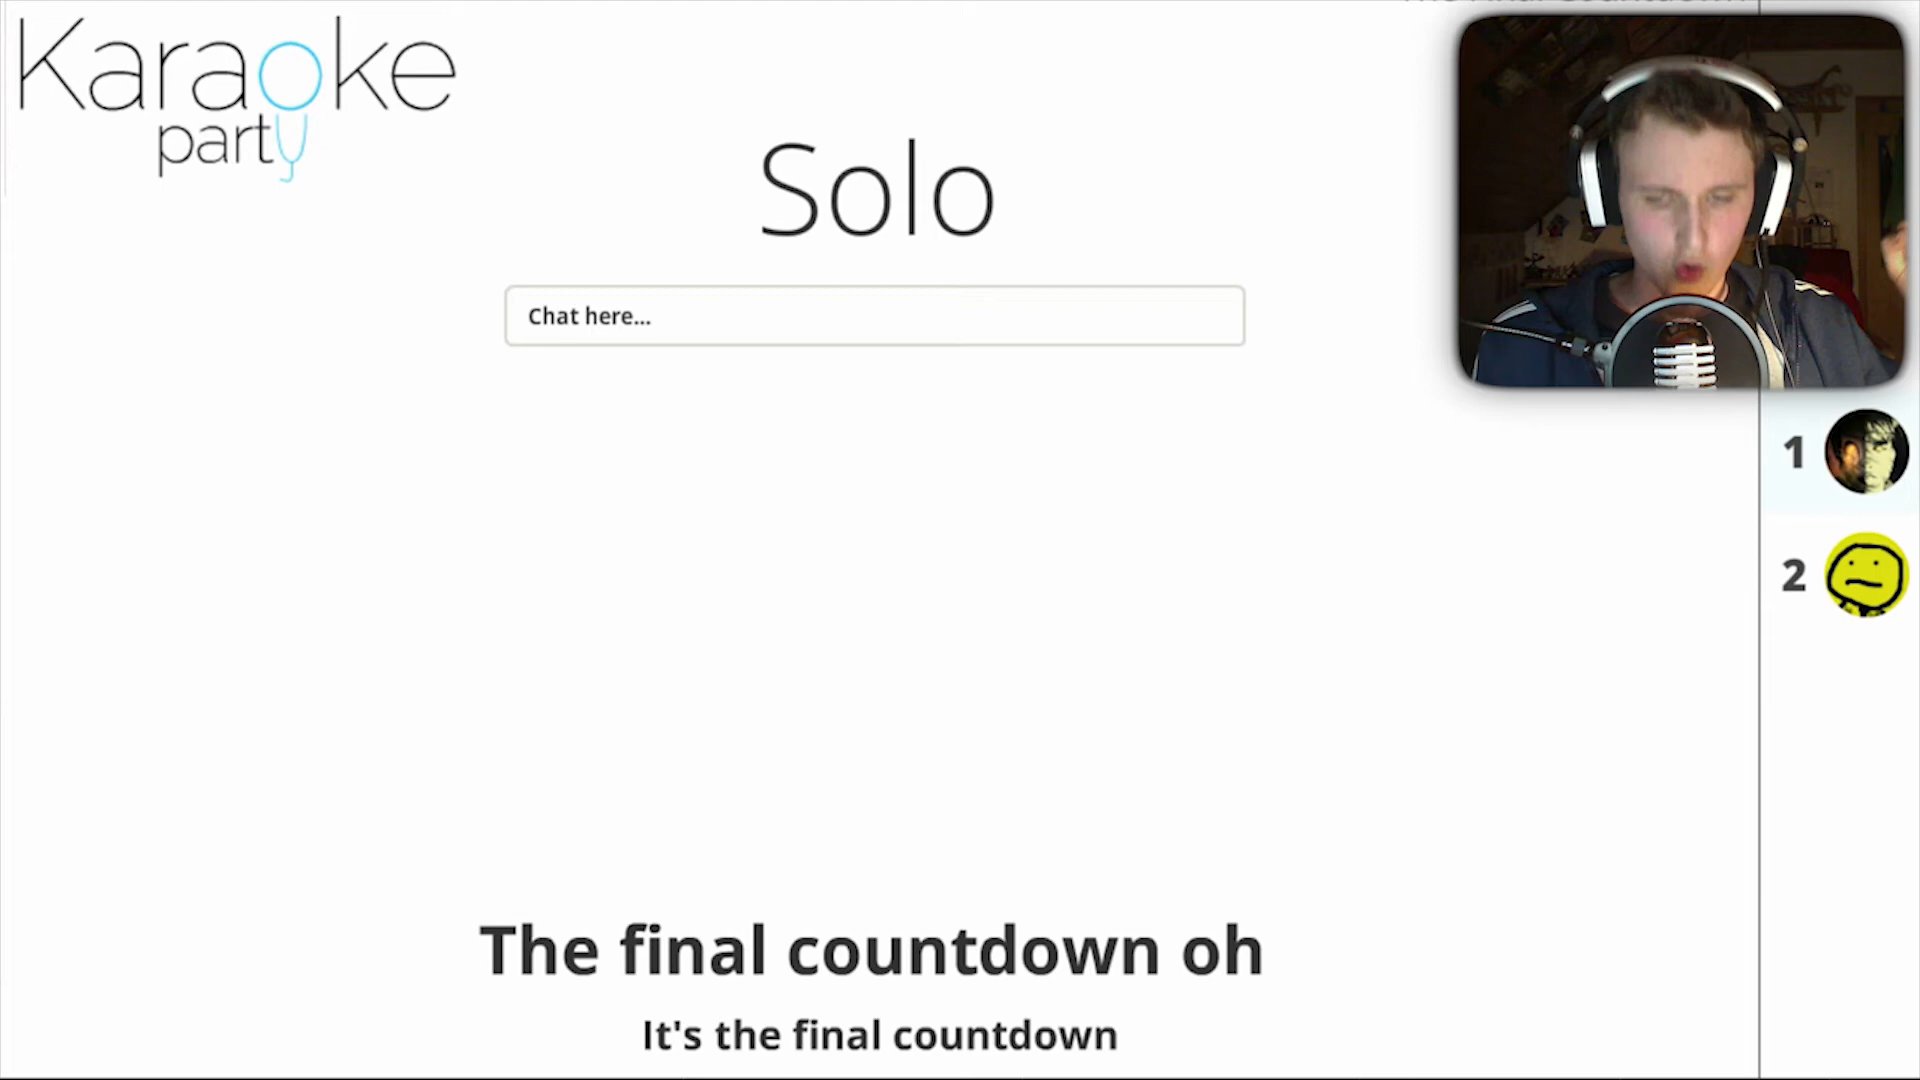 Karaoke
party
Solo
Chat here...
1
2
The final countdown oh
It's the final countdown